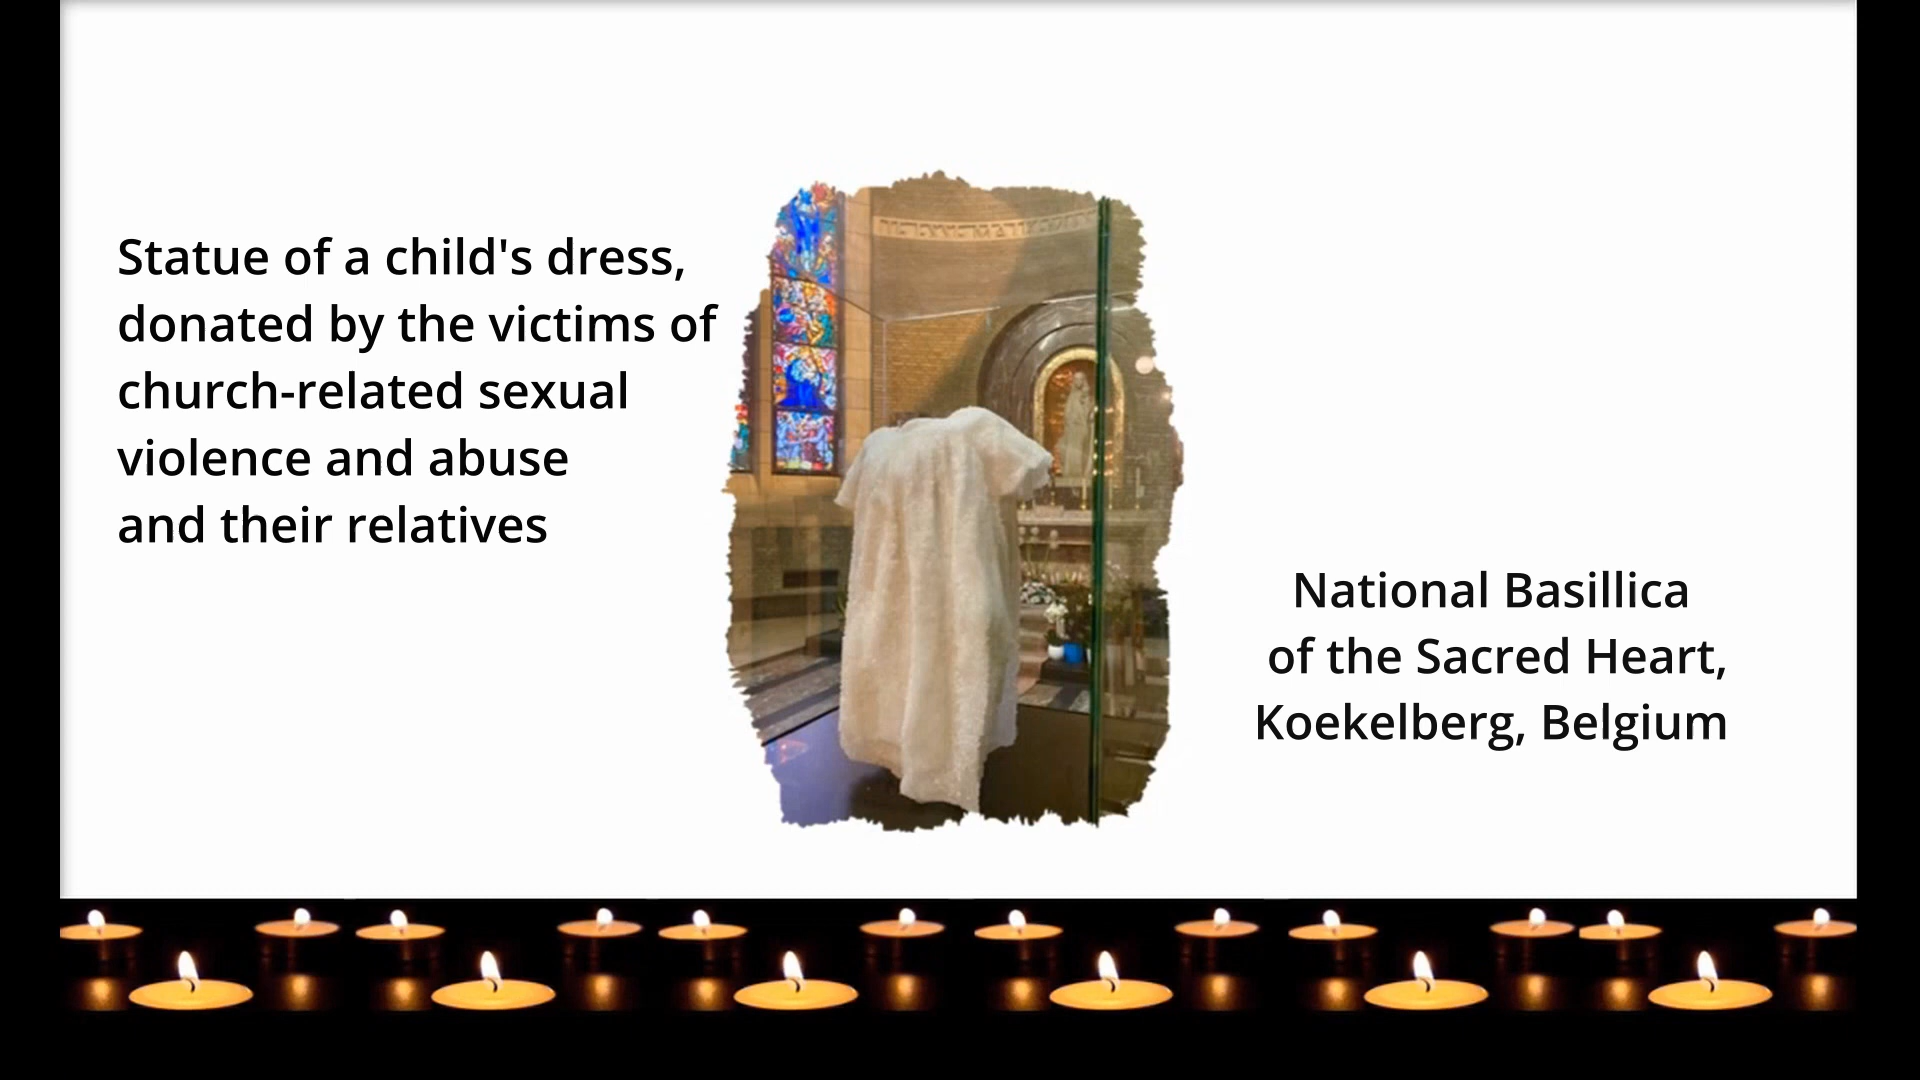 Statue of a child's dress,
donated by the victims of
church-related sexual
violence and abuse
and their relatives
National Basillica
of the Sacred Heart,
Koekelberg, Belgium